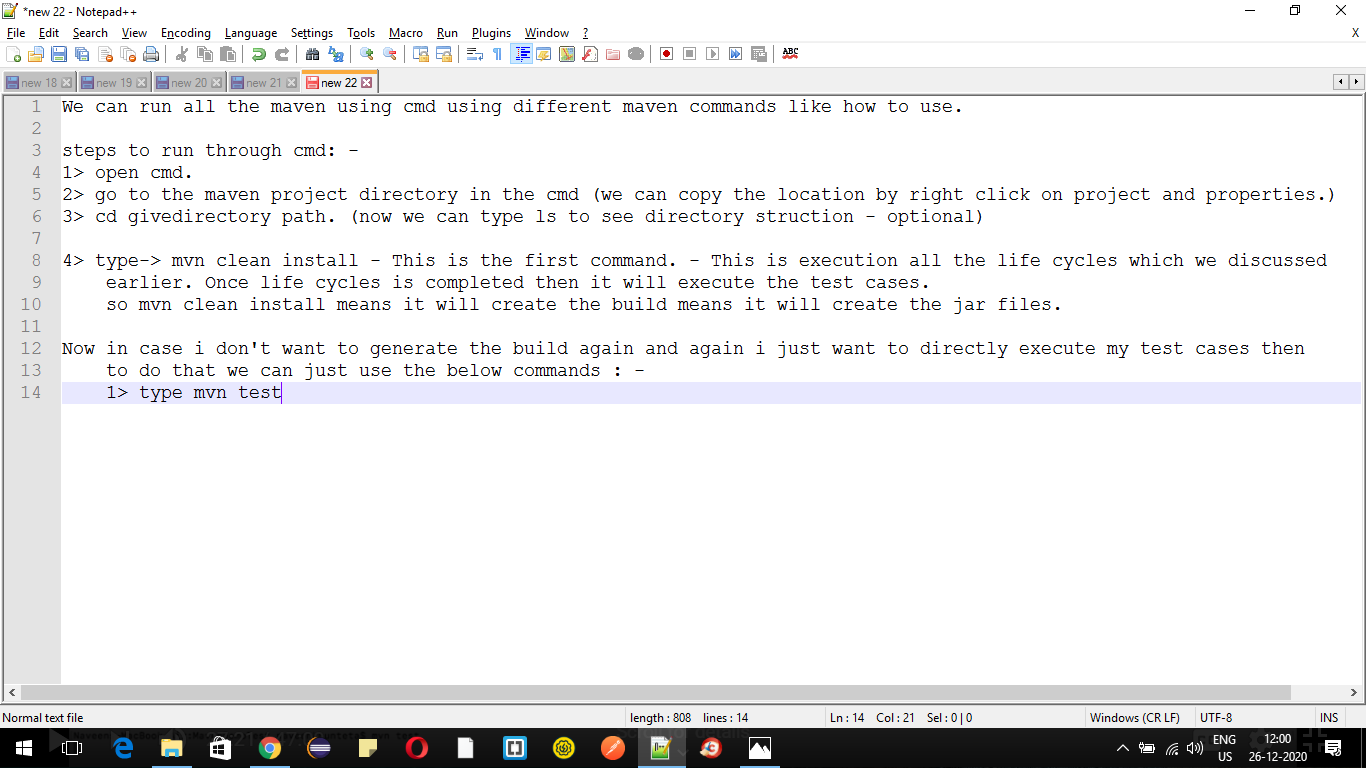 *new 22 - Notepad++
File Edit Search View Encoding Language Settings Tools Macro Run Plugins Window ? X
ABC
new 18 new 19 new 20 new 21 new 22
1 We can run all the maven using cmd using different maven commands like how to use.
2
3 steps to run through cmd: -
4 1> open cmd.
5 2> go to the maven project directory in the cmd (we can copy the location by right click on project and properties.)
6 3> cd givedirectory path. (now we can type ls to see directory struction - optional)
7
8 4> type-> mvn clean install - This is the first command. - This is execution all the life cycles which we discussed
9 earlier. Once life cycles is completed then it will execute the test cases.
10 so mvn clean install means it will create the build means it will create the jar files.
11
12 Now in case i don't want to generate the build again and again i just want to directly execute my test cases then
13 to do that we can just use the below commands : -
14 1> type mvn test
Normal text file length : 808 lines : 14 Ln : 14 Col : 21 Sel : 0 | 0 Windows (CR LF) UTF-8 INS
ENG 12:00
US 26-12-2020